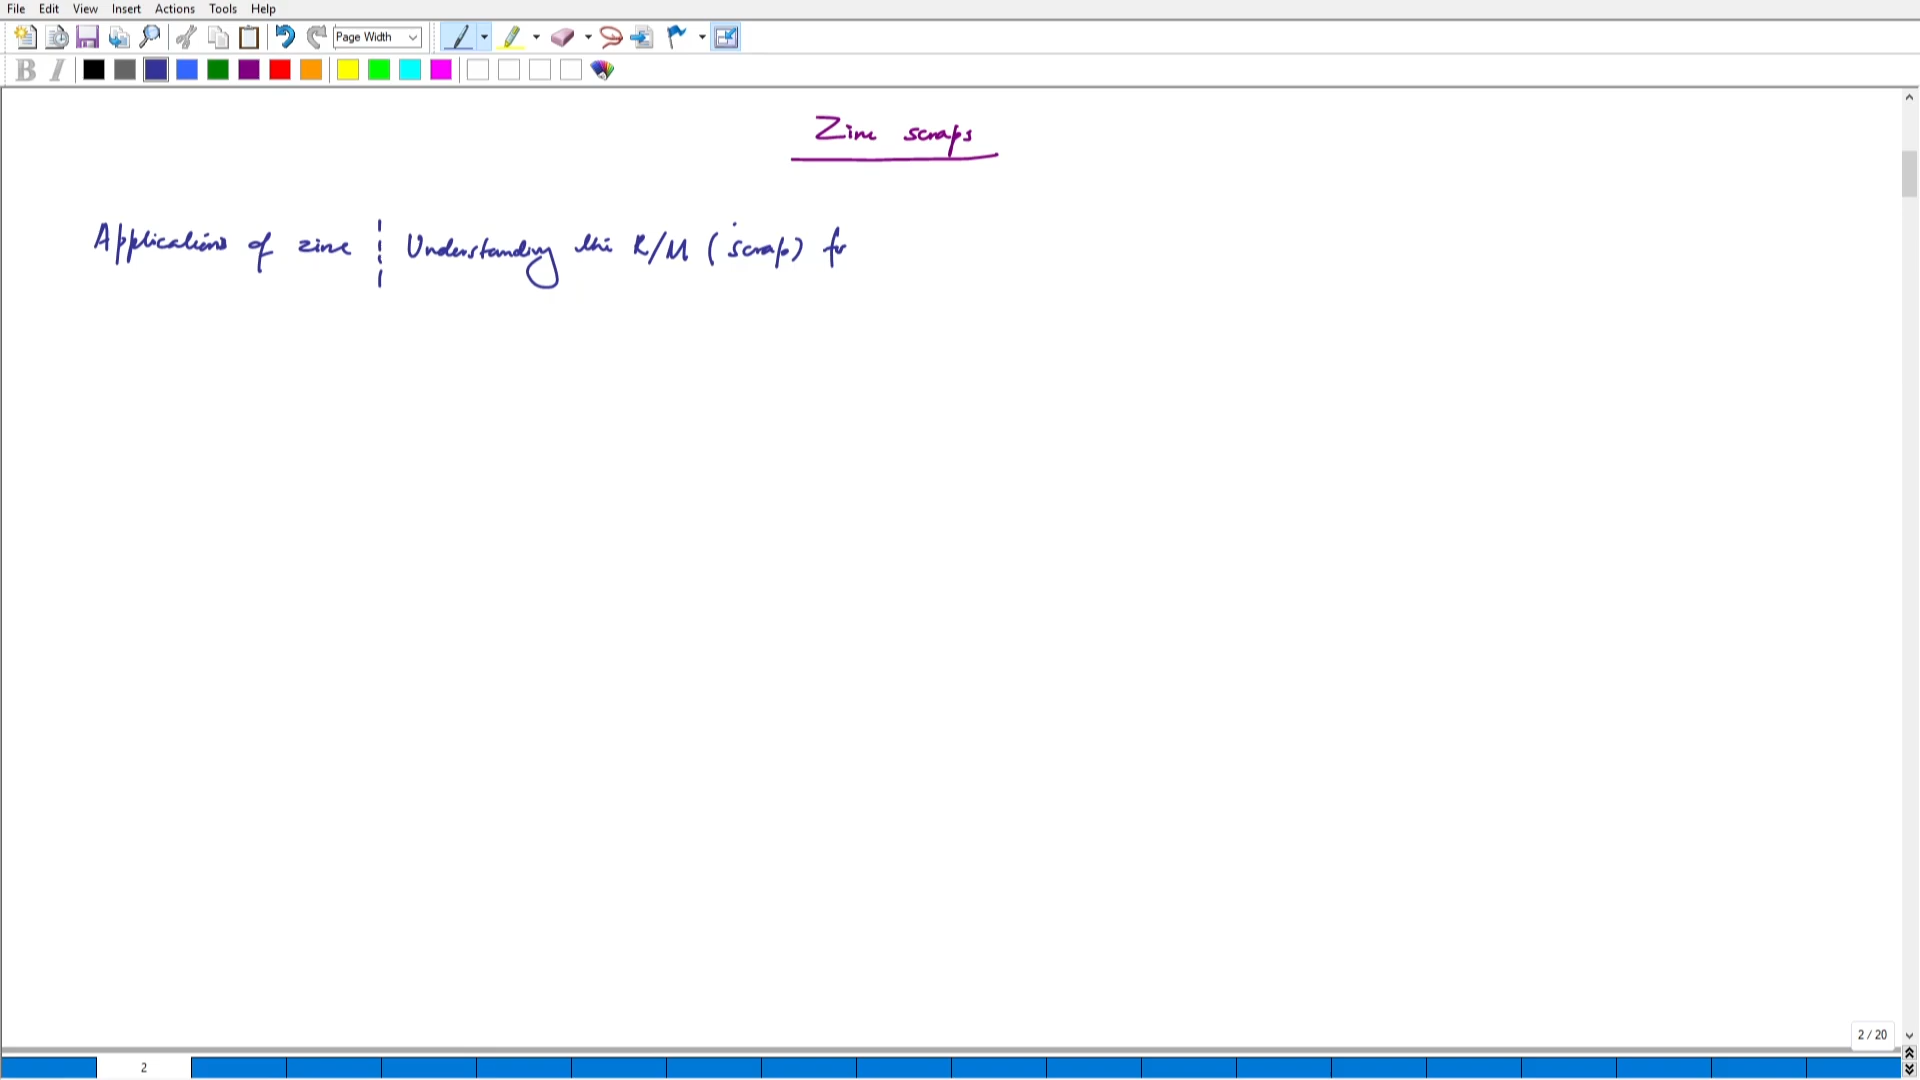 File Edit View Insert Actions Tools Help
Page Width
B I
Zinc scraps
Applications of zinc ¦ Understanding the R/M (scrap) for
2 / 20
2